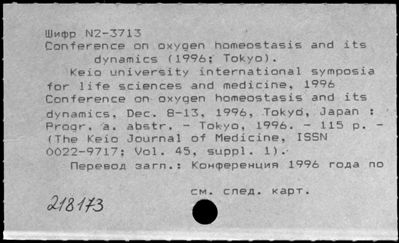 Шифр N2-3713
Conference on oxygen homeostasis and its
dynamics (1996; Tokyo).
Keio university international symposia
for life sciences and medicine, 1996
Conference on oxygen homeostasis and its
dynamics, Dec. 8-13, 1996, Tokyo, Japan :
Progr. a. abstr. - Tokyo, 1996. - 115 p. -
(The Keio Journal of Medicine, ISSN
0022-9717; Vol. 45, suppl. 1).
Перевод загл.: Конференция 1996 года по
см. след. карт.
218173